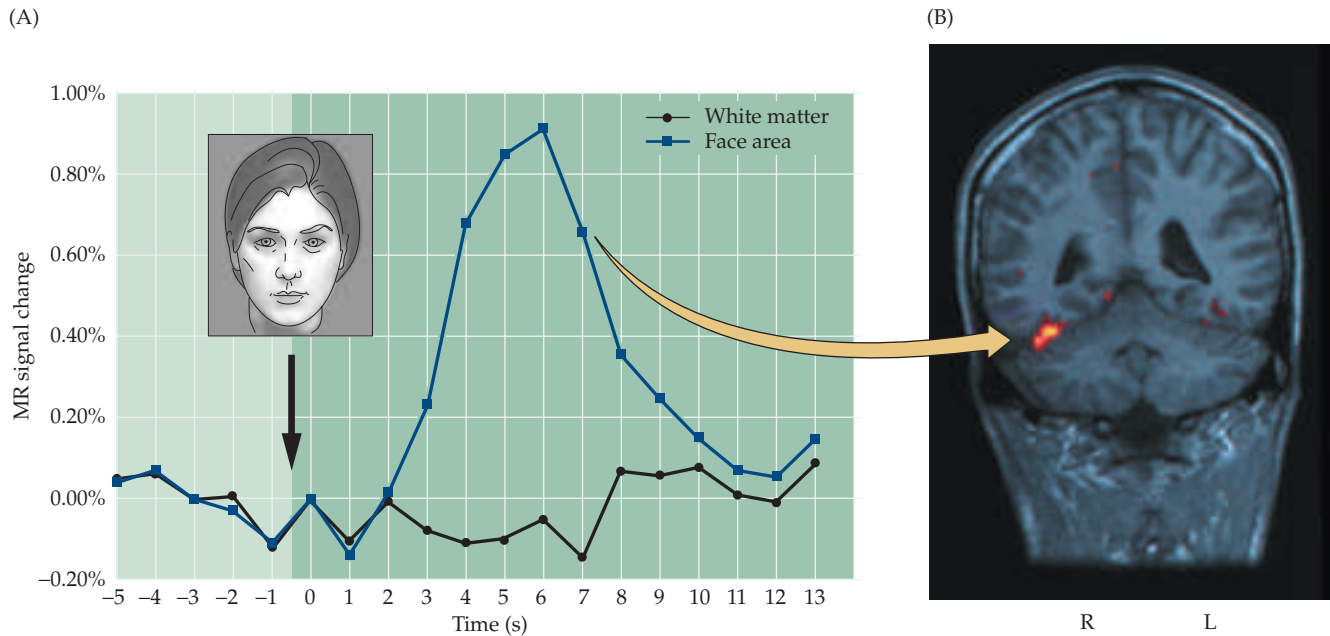 (A)
(B)
1.00%
White matter
Face area
0.80%
0.60%
0.40%
0.20%
0.00%
–0.20%
MR signal change
–5 –4 –3 –2 –1 0 1 2 3 4 5 6 7 8 9 10 11 12 13
Time (s)
R L